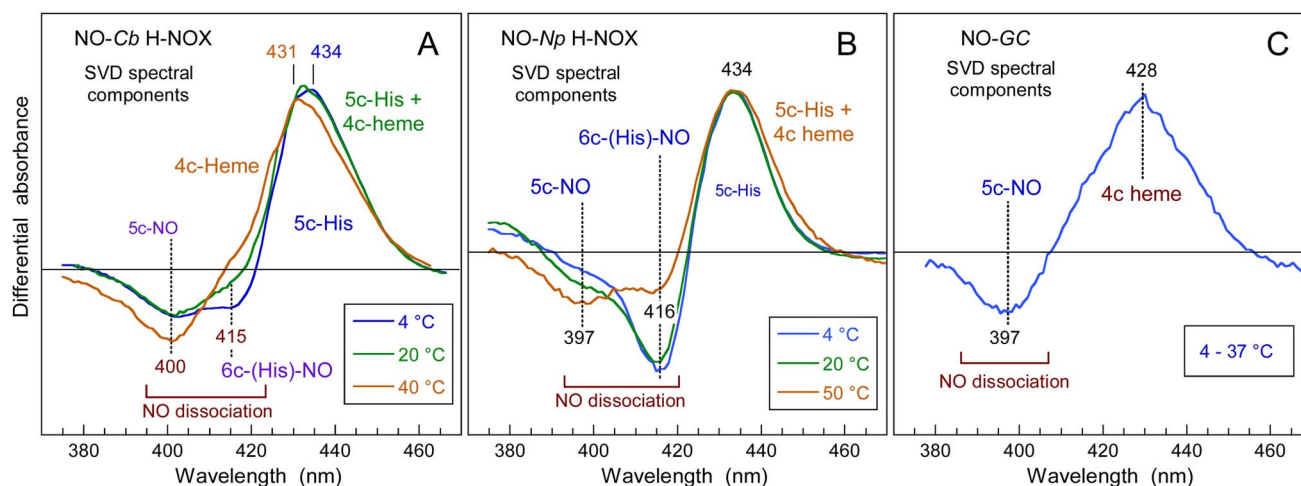 NO-Cb H-NOX
A
SVD spectral
components
431
434
5c-His +
4c-heme
4c-Heme
5c-His
5c-NO
400
415
6c-(His)-NO
NO dissociation
4 °C
20 °C
40 °C
Differential absorbance
380
400
420
440
460
Wavelength (nm)
NO-Np H-NOX
B
SVD spectral
components
434
5c-His +
4c heme
6c-(His)-NO
5c-NO
5c-His
397
416
NO dissociation
4 °C
20 °C
50 °C
380
400
420
440
460
Wavelength (nm)
NO-GC
C
SVD spectral
components
428
5c-NO
4c heme
397
NO dissociation
4 - 37 °C
380
400
420
440
460
Wavelength (nm)